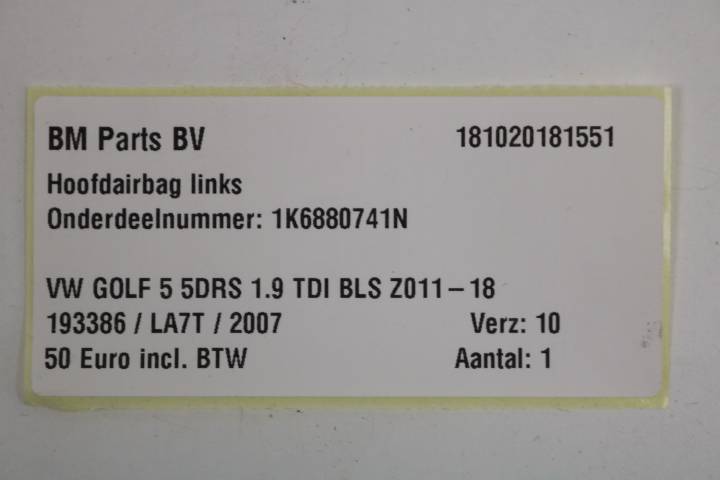 BM Parts BV 181020181551
Hoofdairbag links
Onderdeelnummer: 1K6880741N
VW GOLF 5 5DRS 1.9 TDI BLS Z011-18
193386 / LA7T / 2007 Verz: 10
50 Euro incl. BTW Aantal: 1